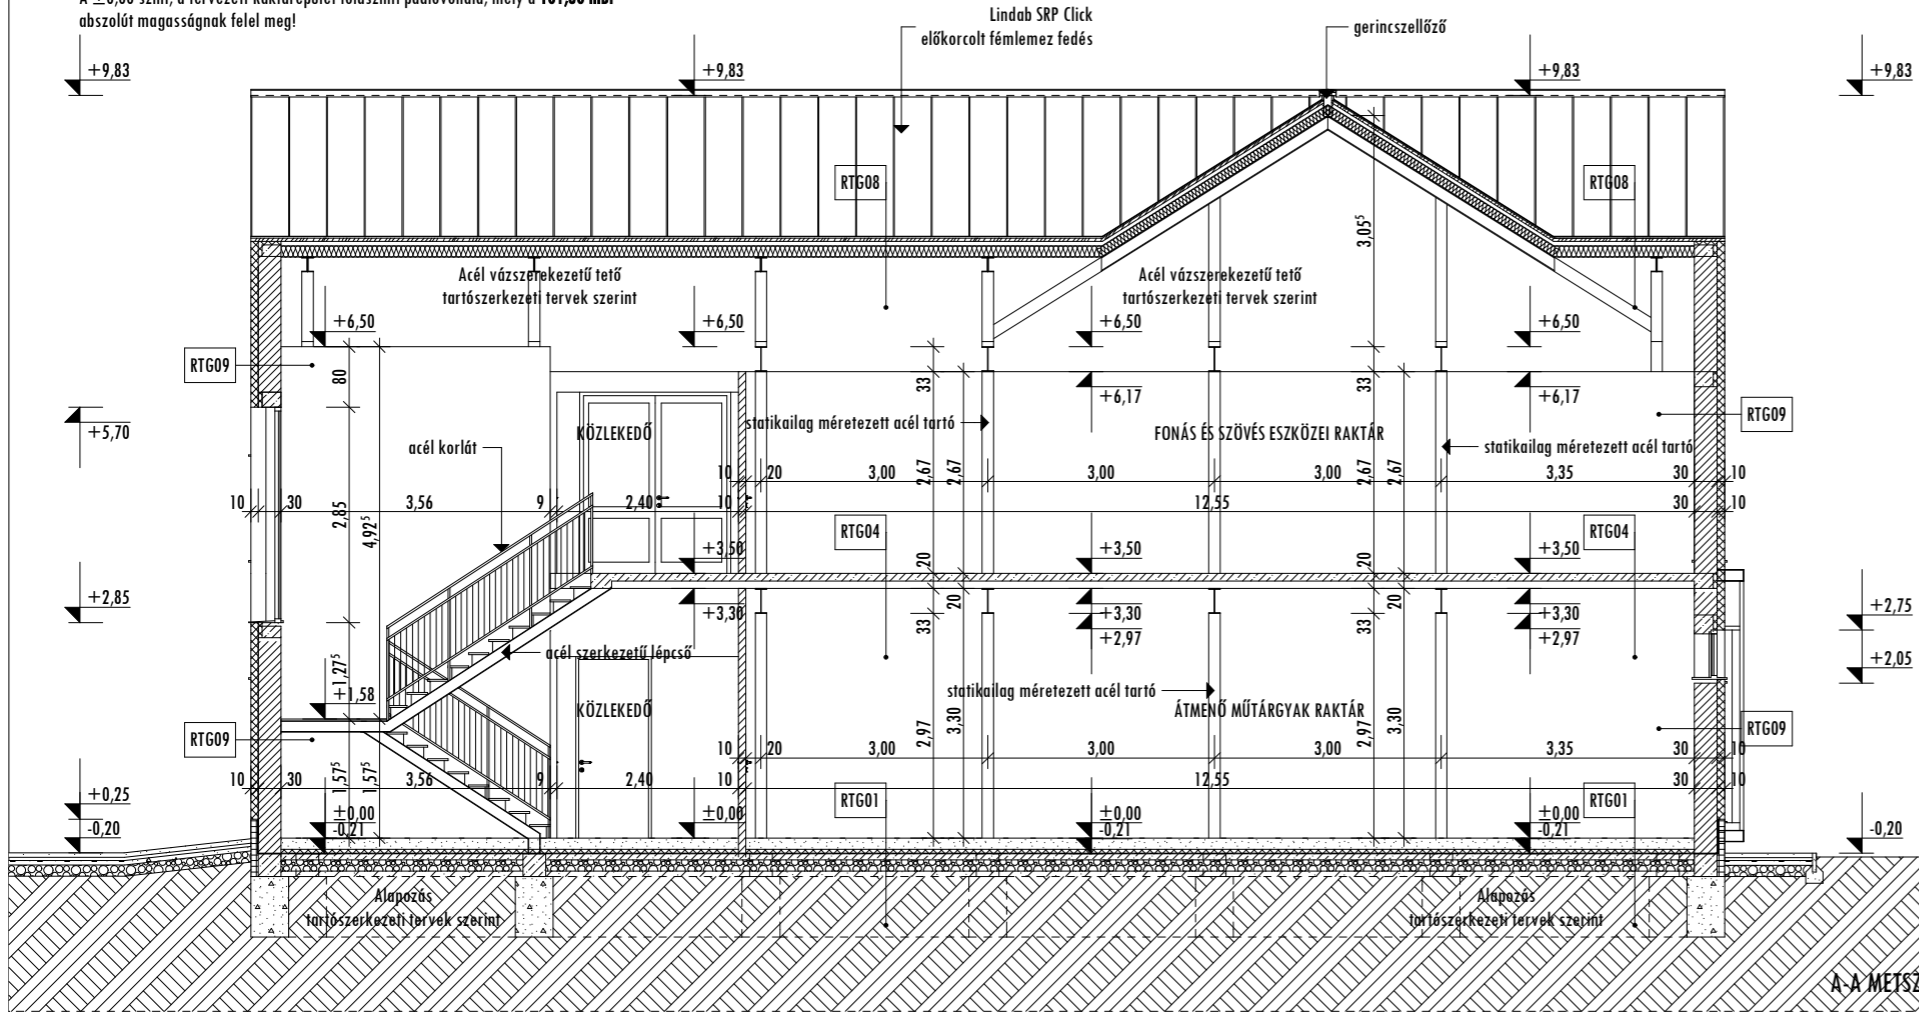 abszolút magasságnak felel meg!
Lindab SRP Click
előkorcolt fémlemez fedés
gerincszellőző
+9,83
+9,83
+9,83
+9,83
RTG08
RTG08
3,05⁵
Acél vázszerekezetű tető
tartószerkezeti tervek szerint
Acél vázszerekezetű tető
tartószerkezeti tervek szerint
+6,50
+6,50
+6,50
+6,50
RTG09
80
33
33
+6,17
+6,17
+5,70
RTG09
acél korlát
KÖZLEKEDŐ
statikailag méretezett acél tartó
FONÁS ÉS SZÖVÉS ESZKÖZEI RAKTÁR
statikailag méretezett acél tartó
10
20
3,00
2,67
2,67
3,00
3,00
2,67
2,67
3,35
30
10
10
30
3,56
9
2,40
10
12,55
30
10
2,85
4,92⁵
RTG04
RTG04
+3,50
+3,50
+3,50
20
20
+2,85
+3,30
20
+3,30
20
+3,30
+2,75
33
+2,97
33
+2,97
acél szerkezetű lépcső
1,27⁵
+2,05
+1,58
statikailag méretezett acél tartó
KÖZLEKEDŐ
ÁTMENŐ MŰTÁRGYAK RAKTÁR
RTG09
2,97
3,30
2,97
3,30
RTG09
10
20
3,00
3,00
3,00
3,35
30
10
10
30
1,57⁵
1,57⁵
3,56
9
2,40
10
12,55
30
10
+0,25
RTG01
RTG01
±0,00
±0,00
±0,00
±0,00
-0,20
-0,21
-0,21
-0,21
-0,20
Alapozás
tartószerkezeti tervek szerint
Alapozás
tartószerkezeti tervek szerint
A-A METSZ